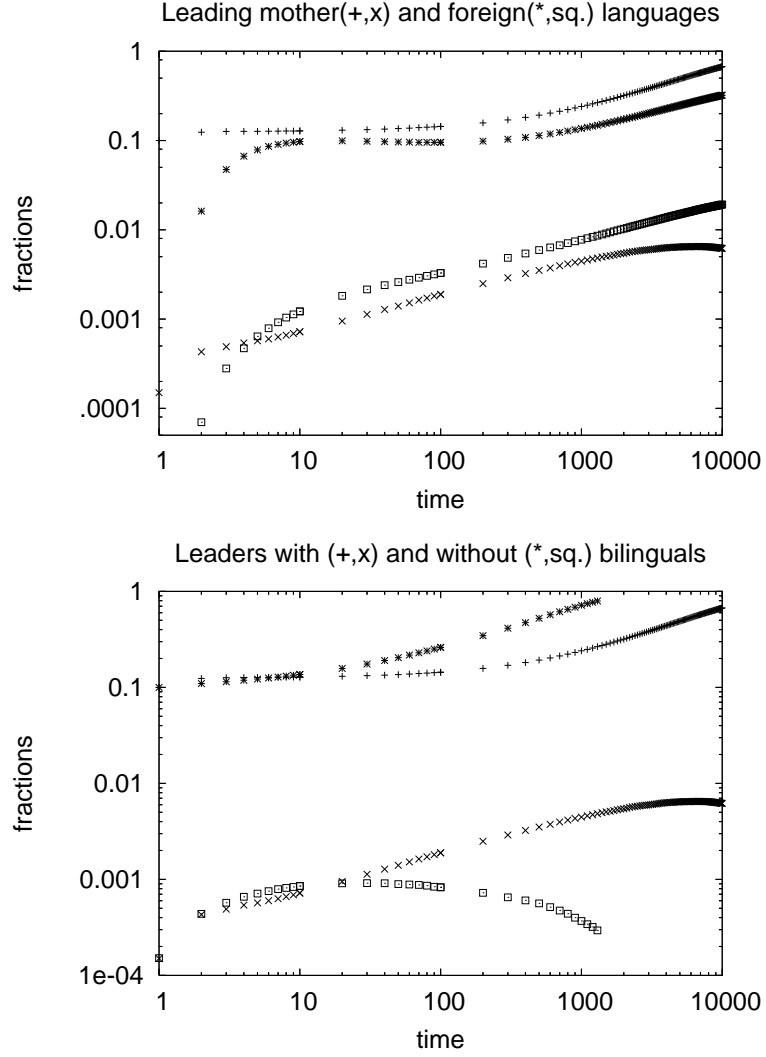 Leading mother(+,x) and foreign(*,sq.) languages
1
0.1
0.01
0.001
.0001
fractions
1 10 100 1000 10000
time
Leaders with (+,x) and without (*,sq.) bilinguals
1
0.1
0.01
0.001
1e-04
fractions
1 10 100 1000 10000
time